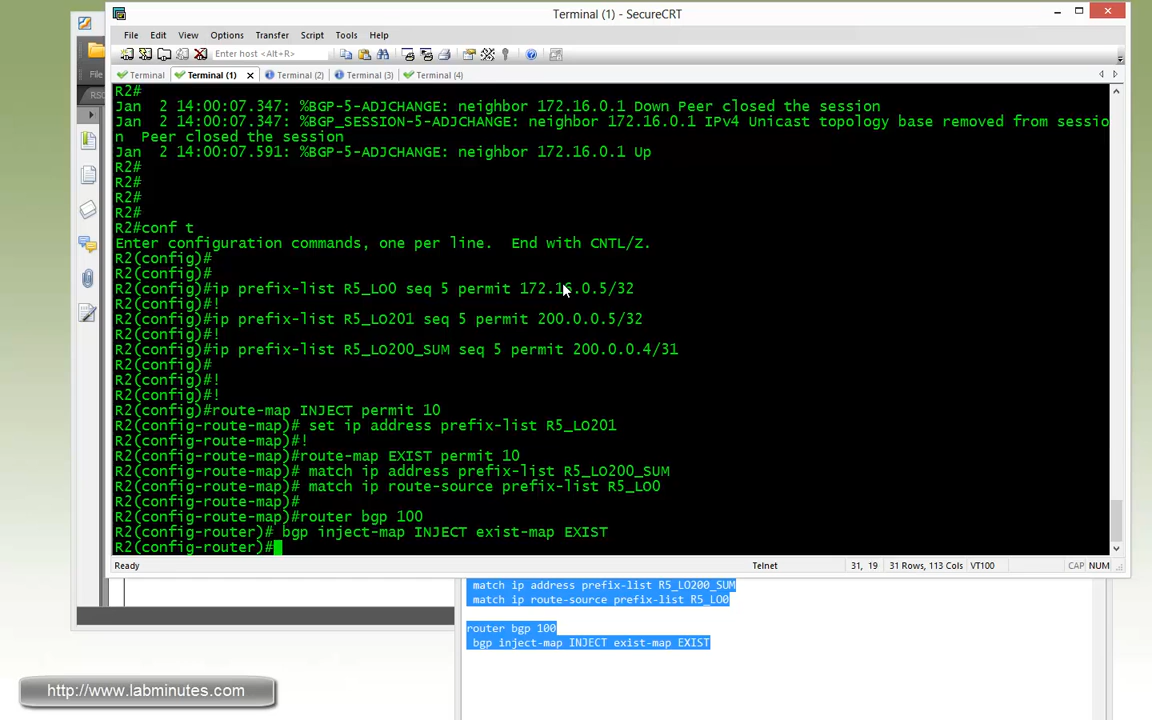 Terminal (1) - SecureCRT
File Edit View Options Transfer Script Tools Help
Enter host <Alt+R>
File
Terminal Terminal (1) Terminal (2) Terminal (3) Terminal (4)
RS
R2#
Jan 2 14:00:07.347: %BGP-5-ADJCHANGE: neighbor 172.16.0.1 Down Peer closed the session
Jan 2 14:00:07.347: %BGP_SESSION-5-ADJCHANGE: neighbor 172.16.0.1 IPv4 Unicast topology base removed from sessio
n Peer closed the session
Jan 2 14:00:07.591: %BGP-5-ADJCHANGE: neighbor 172.16.0.1 Up
R2#
R2#
R2#
R2#
R2#conf t
Enter configuration commands, one per line. End with CNTL/Z.
R2(config)#
R2(config)#
R2(config)#ip prefix-list R5_LO0 seq 5 permit 172.16.0.5/32
R2(config)#!
R2(config)#ip prefix-list R5_LO201 seq 5 permit 200.0.0.5/32
R2(config)#!
R2(config)#ip prefix-list R5_LO200_SUM seq 5 permit 200.0.0.4/31
R2(config)#
R2(config)#!
R2(config)#!
R2(config)#route-map INJECT permit 10
R2(config-route-map)# set ip address prefix-list R5_LO201
R2(config-route-map)#!
R2(config-route-map)#route-map EXIST permit 10
R2(config-route-map)# match ip address prefix-list R5_LO200_SUM
R2(config-route-map)# match ip route-source prefix-list R5_LO0
R2(config-route-map)#
R2(config-route-map)#router bgp 100
R2(config-router)# bgp inject-map INJECT exist-map EXIST
R2(config-router)#
Ready Telnet 31, 19 31 Rows, 113 Cols VT100 CAP NUM
match ip address prefix-list R5_LO200_SUM
match ip route-source prefix-list R5_LO0
router bgp 100
bgp inject-map INJECT exist-map EXIST
http://www.labminutes.com